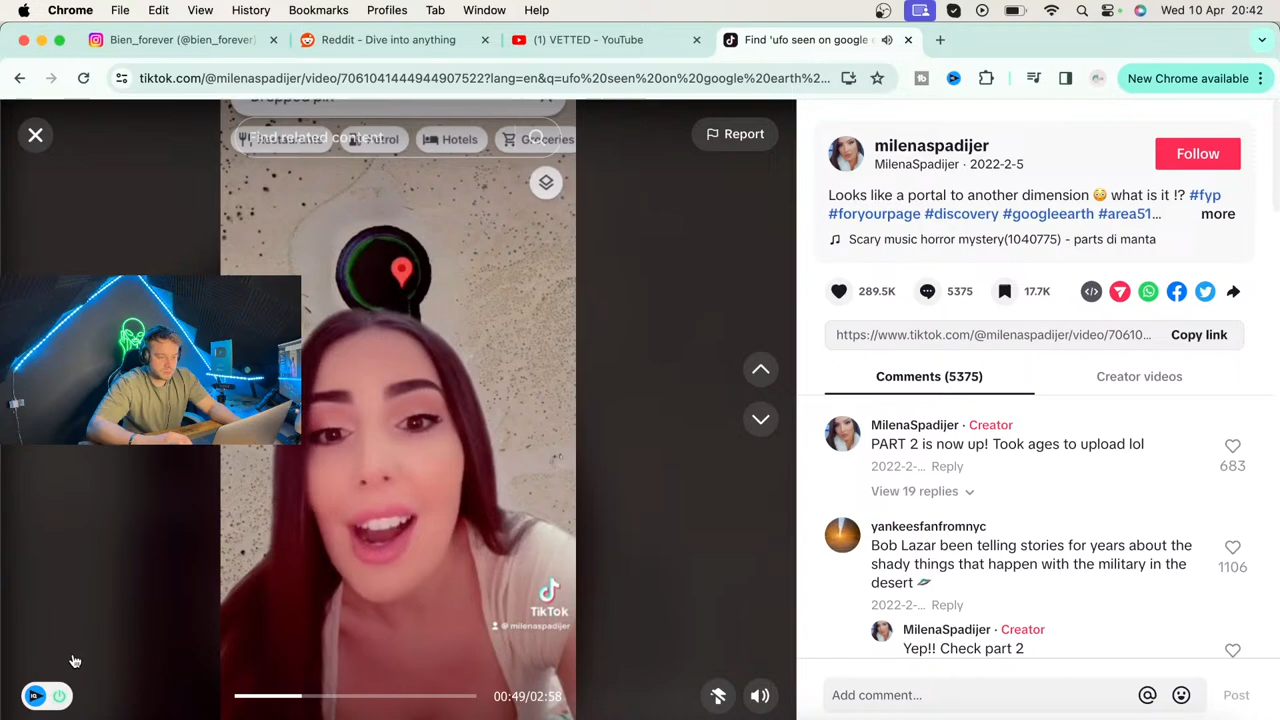 Chrome File Edit View History Bookmarks Profiles Tab Window Help Wed 10 Apr 20:42
Bien_forever (@bien_forever) Reddit - Dive into anything (1) VETTED - YouTube Find 'ufo seen on google e
tiktok.com/@milenaspadijer/video/7061041444944907522?lang=en&q=ufo%20seen%20on%20google%20earth%... New Chrome available
Dropped pin
Find related content
Hotels Groceries
Report
milenaspadijer
MilenaSpadijer · 2022-2-5
Follow
Looks like a portal to another dimension 😳 what is it !? #fyp
#foryourpage #discovery #googleearth #area51... more
Scary music horror mystery(1040775) - parti di manta
289.5K 5375 17.7K
https://www.tiktok.com/@milenaspadijer/video/70610... Copy link
Comments (5375) Creator videos
MilenaSpadijer · Creator
PART 2 is now up! Took ages to upload lol
2022-2-... Reply
683
View 19 replies
yankeesfanfromnyc
Bob Lazar been telling stories for years about the
shady things that happen with the military in the
desert 🛸
1106
2022-2-... Reply
MilenaSpadijer · Creator
Yep!! Check part 2
TikTok
@milenaspadijer
00:49/02:58
Add comment... Post